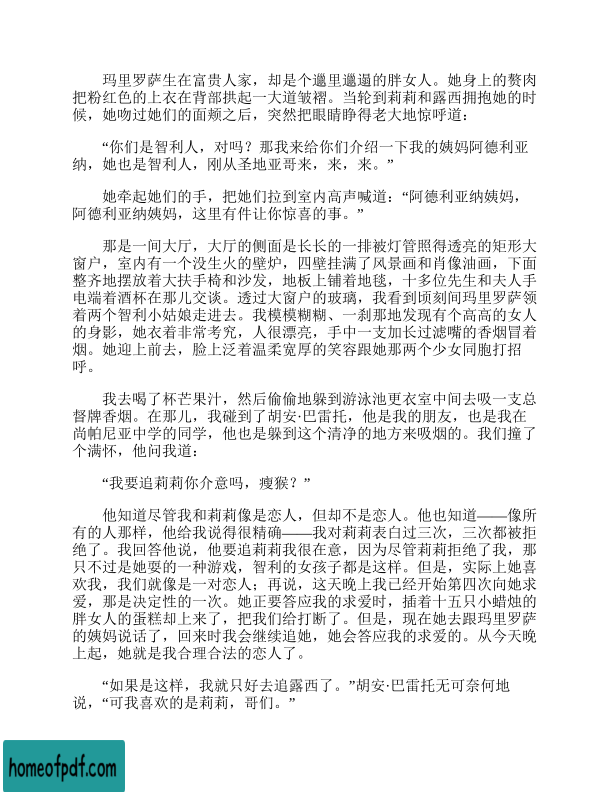 玛里罗萨生在富贵人家，却是个邋里邋遢的胖女人。她身上的赘肉
把粉红色的上衣在背部拱起一大道皱褶。当轮到莉莉和露西拥抱她的时
候，她吻过她们的面颊之后，突然把眼睛睁得老大地惊呼道：
“你们是智利人，对吗？那我来给你们介绍一下我的姨妈阿德利亚
纳，她也是智利人，刚从圣地亚哥来，来，来。”
她牵起她们的手，把她们拉到室内高声喊道：“阿德利亚纳姨妈，
阿德利亚纳姨妈，这里有件让你惊喜的事。”
那是一间大厅，大厅的侧面是长长的一排被灯管照得透亮的矩形大
窗户，室内有一个没生火的壁炉，四壁挂满了风景画和肖像油画，下面
整齐地摆放着大扶手椅和沙发，地板上铺着地毯，十多位先生和夫人手
电端着酒杯在那儿交谈。透过大窗户的玻璃，我看到顷刻间玛里罗萨领
着两个智利小姑娘走进去。我模模糊糊、一刹那地发现有个高高的女人
的身影，她衣着非常考究，人很漂亮，手中一支加长过滤嘴的香烟冒着
烟。她迎上前去，脸上泛着温柔宽厚的笑容跟她那两个少女同胞打招
呼。
我去喝了杯芒果汁，然后偷偷地躲到游泳池更衣室中间去吸一支总
督牌香烟。在那儿，我碰到了胡安·巴雷托，他是我的朋友，也是我在
尚帕尼亚中学的同学，他也是躲到这个清净的地方来吸烟的。我们撞了
个满怀，他问我道：
“我要追莉莉你介意吗，瘦猴？”
他知道尽管我和莉莉像是恋人，但却不是恋人。他也知道——像所
有的人那样，他给我说得很精确——我对莉莉表白过三次，三次都被拒
绝了。我回答他说，他要追莉莉我很在意，因为尽管莉莉拒绝了我，那
只不过是她耍的一种游戏，智利的女孩子都是这样。但是，实际上她喜
欢我，我们就像是一对恋人；再说，这天晚上我已经开始第四次向她求
爱，那是决定性的一次。她正要答应我的求爱时，插着十五只小蜡烛的
胖女人的蛋糕却上来了，把我们给打断了。但是，现在她去跟玛里罗萨
的姨妈说话了，回来时我会继续追她，她会答应我的求爱的。从今天晚
上起，她就是我合理合法的恋人了。
“如果是这样，我就只好去追露西了。”胡安·巴雷托无可奈何地
说，“可我喜欢的是莉莉，哥们。”
homeofpdf.com